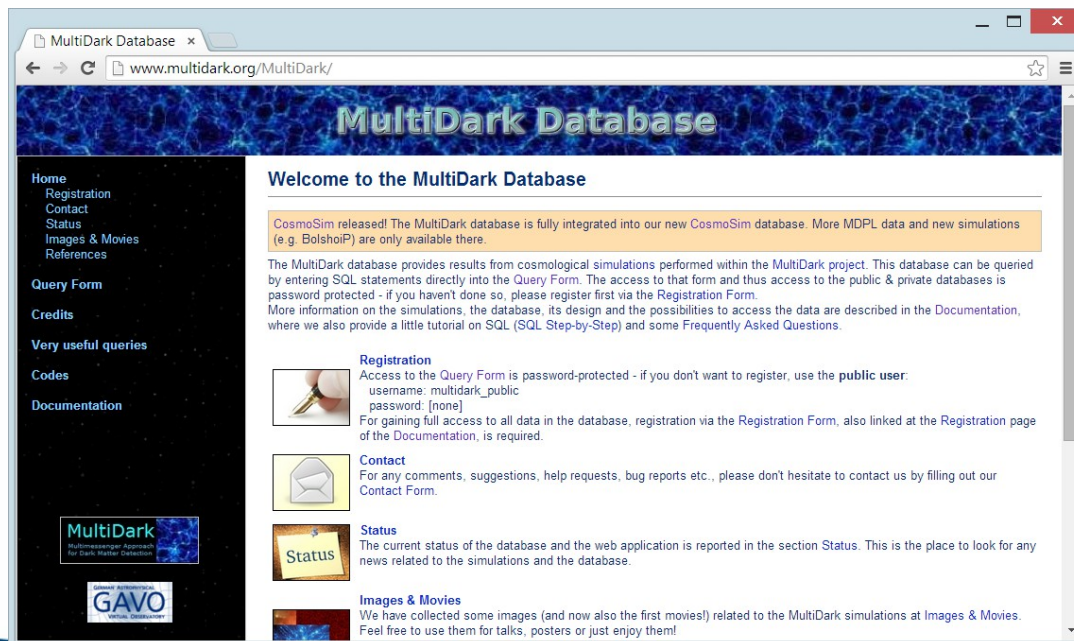 MultiDark Database
www.multidark.org/MultiDark/
MultiDark Database
Home
Registration
Contact
Status
Images & Movies
References
Query Form
Credits
Very useful queries
Codes
Documentation
MultiDark
Multimessenger Approach
for Dark Matter Detection
GERMAN ASTROPHYSICAL
GAVO
VIRTUAL OBSERVATORY
Welcome to the MultiDark Database
CosmoSim released! The MultiDark database is fully integrated into our new CosmoSim database. More MDPL data and new simulations
(e.g. BolshoiP) are only available there.
The MultiDark database provides results from cosmological simulations performed within the MultiDark project. This database can be queried
by entering SQL statements directly into the Query Form. The access to that form and thus access to the public & private databases is
password protected - if you haven't done so, please register first via the Registration Form.
More information on the simulations, the database, its design and the possibilities to access the data are described in the Documentation,
where we also provide a little tutorial on SQL (SQL Step-by-Step) and some Frequently Asked Questions.
Registration
Access to the Query Form is password-protected - if you don't want to register, use the public user:
username: multidark_public
password: [none]
For gaining full access to all data in the database, registration via the Registration Form, also linked at the Registration page
of the Documentation, is required.
Contact
For any comments, suggestions, help requests, bug reports etc., please don't hesitate to contact us by filling out our
Contact Form.
Status
Status
The current status of the database and the web application is reported in the section Status. This is the place to look for any
news related to the simulations and the database.
Images & Movies
We have collected some images (and now also the first movies!) related to the MultiDark simulations at Images & Movies.
Feel free to use them for talks, posters or just enjoy them!